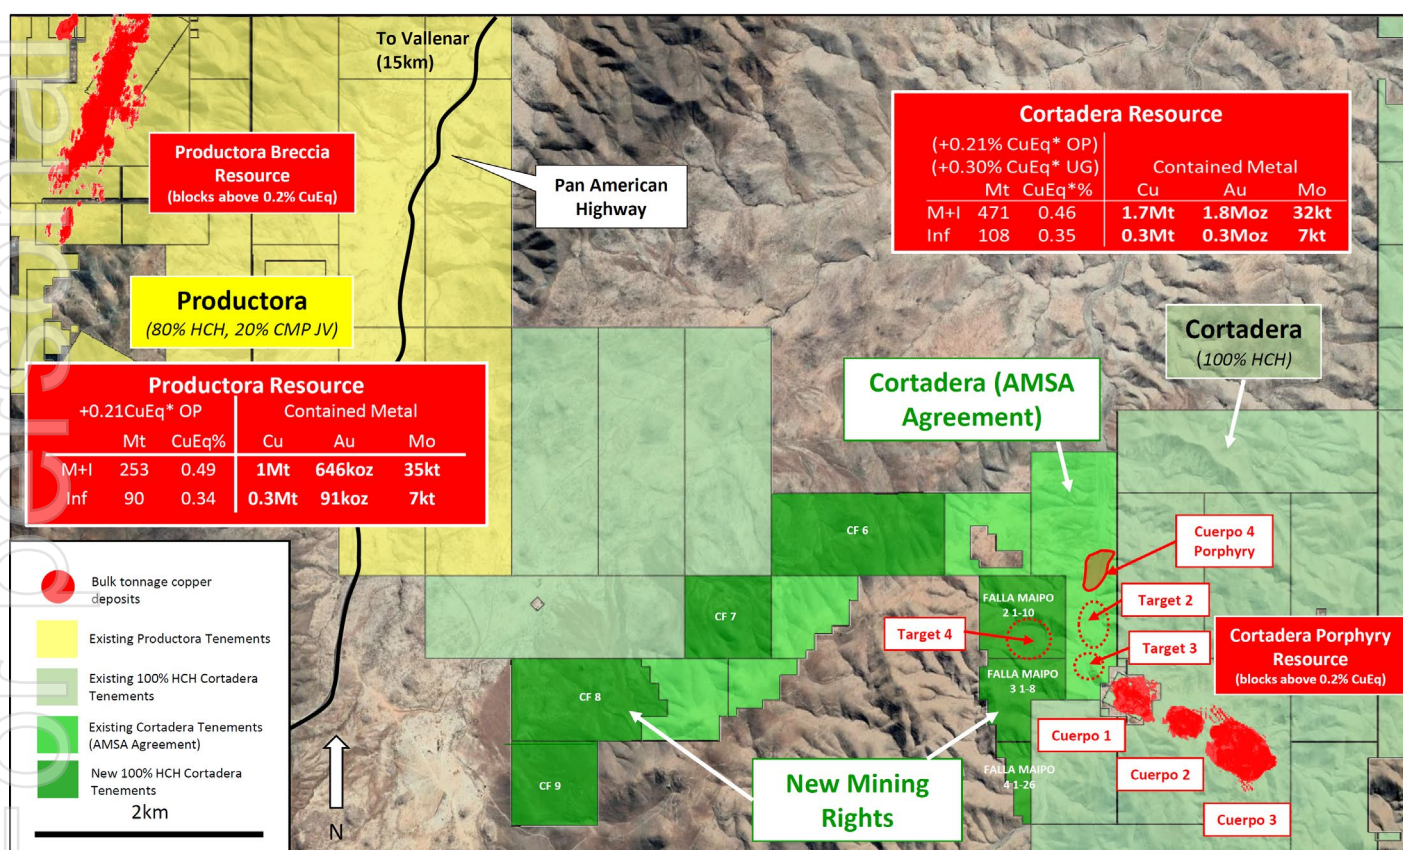 To Vallenar
(15km)
Productora Breccia
Resource
(blocks above 0.2% CuEq)
Pan American
Highway
Cortadera Resource
(+0.21% CuEq* OP)
(+0.30% CuEq* UG) Contained Metal
Mt CuEq*% Cu Au Mo
M+I 471 0.46 1.7Mt 1.8Moz 32kt
Inf 108 0.35 0.3Mt 0.3Moz 7kt
Productora
(80% HCH, 20% CMP JV)
Cortadera
(100% HCH)
Productora Resource
+0.21CuEq* OP Contained Metal
Mt CuEq% Cu Au Mo
M+I 253 0.49 1Mt 646koz 35kt
Inf 90 0.34 0.3Mt 91koz 7kt
Cortadera (AMSA
Agreement)
CF 6
Cuerpo 4
Porphyry
FALLA MAIPO
2 1-10
Target 2
CF 7
Target 4
Target 3
Cortadera Porphyry
Resource
(blocks above 0.2% CuEq)
FALLA MAIPO
3 1-8
CF 8
Cuerpo 1
FALLA MAIPO
4 1-26
Cuerpo 2
CF 9
New Mining
Rights
Cuerpo 3
Bulk tonnage copper
deposits
Existing Productora Tenements
Existing 100% HCH Cortadera
Tenements
Existing Cortadera Tenements
(AMSA Agreement)
New 100% HCH Cortadera
Tenements
2km
N
For personal